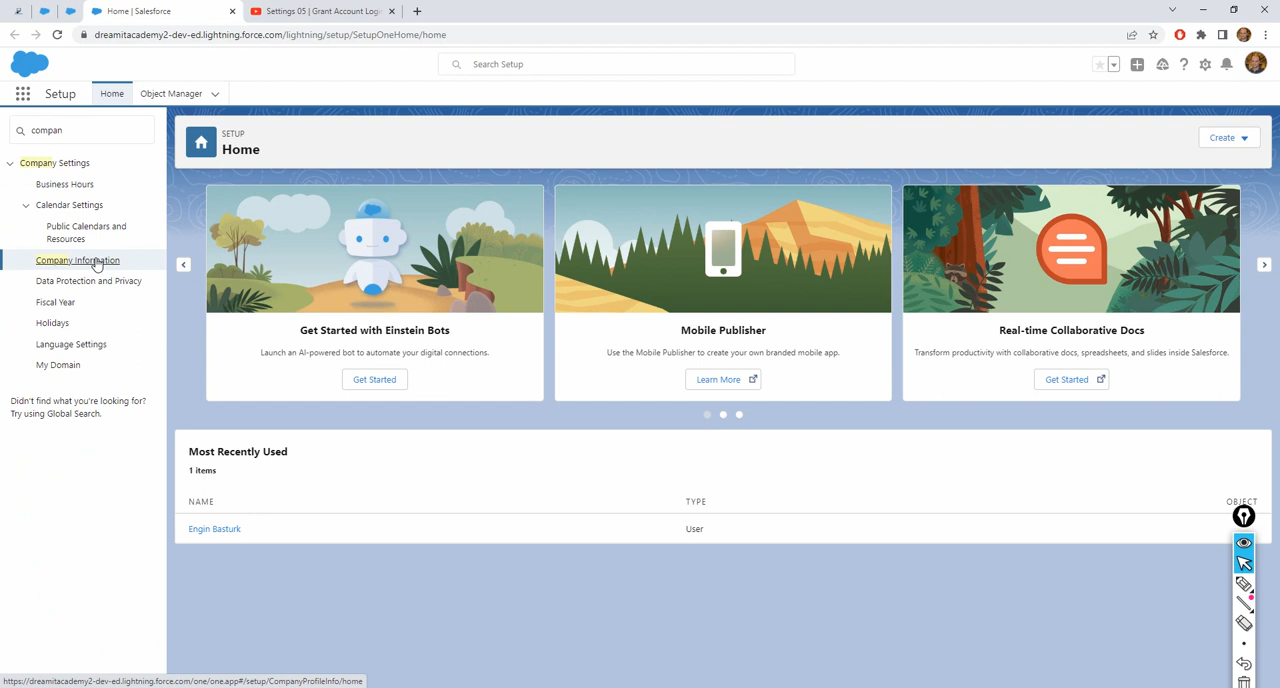 Home | Salesforce
Settings 05 | Grant Account Logi
dreamitacademy2-dev-ed.lightning.force.com/lightning/setup/SetupOneHome/home
Search Setup
Setup
Home
Object Manager
compan
Company Settings
Business Hours
Calendar Settings
Public Calendars and
Resources
Company Information
Data Protection and Privacy
Fiscal Year
Holidays
Language Settings
My Domain
Didn't find what you're looking for?
Try using Global Search.
SETUP
Home
Create
Get Started with Einstein Bots
Launch an AI-powered bot to automate your digital connections.
Get Started
Mobile Publisher
Use the Mobile Publisher to create your own branded mobile app.
Learn More
Real-time Collaborative Docs
Transform productivity with collaborative docs, spreadsheets, and slides inside Salesforce.
Get Started
Most Recently Used
1 items
NAME
TYPE
OBJECT
Engin Basturk
User
https://dreamitacademy2-dev-ed.lightning.force.com/one/one.app#/setup/CompanyProfileInfo/home